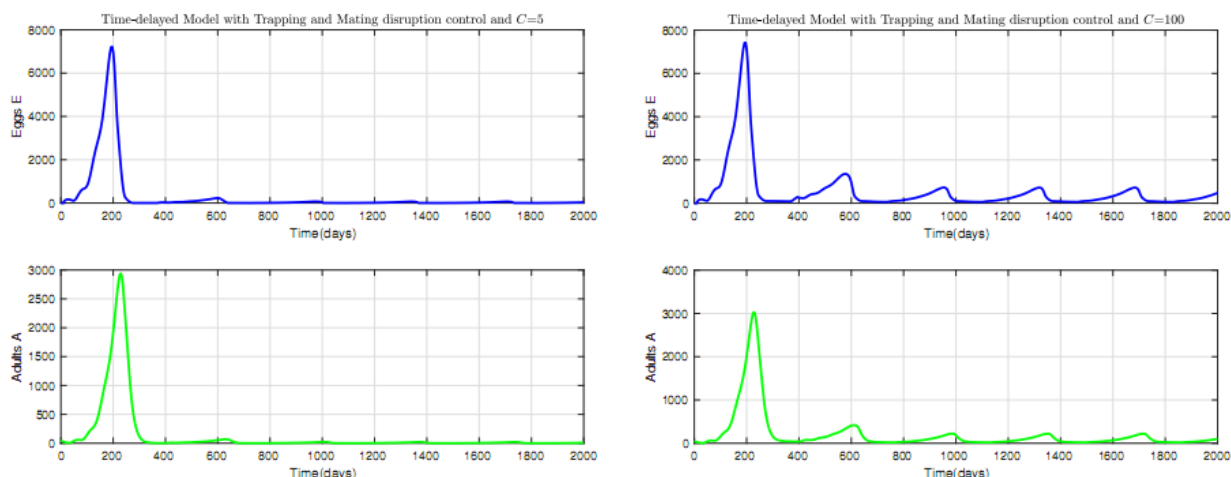 Time-delayed Model with Trapping and Mating disruption control and C=5
8000
6000
4000
2000
0
Eggs E
0 200 400 600 800 1000 1200 1400 1600 1800 2000
Time(days)
3000
2500
2000
1500
1000
500
0
Adults A
0 200 400 600 800 1000 1200 1400 1600 1800 2000
Time(days)
Time-delayed Model with Trapping and Mating disruption control and C=100
8000
6000
4000
2000
0
Eggs E
0 200 400 600 800 1000 1200 1400 1600 1800 2000
Time(days)
4000
3000
2000
1000
0
Adults A
0 200 400 600 800 1000 1200 1400 1600 1800 2000
Time(days)